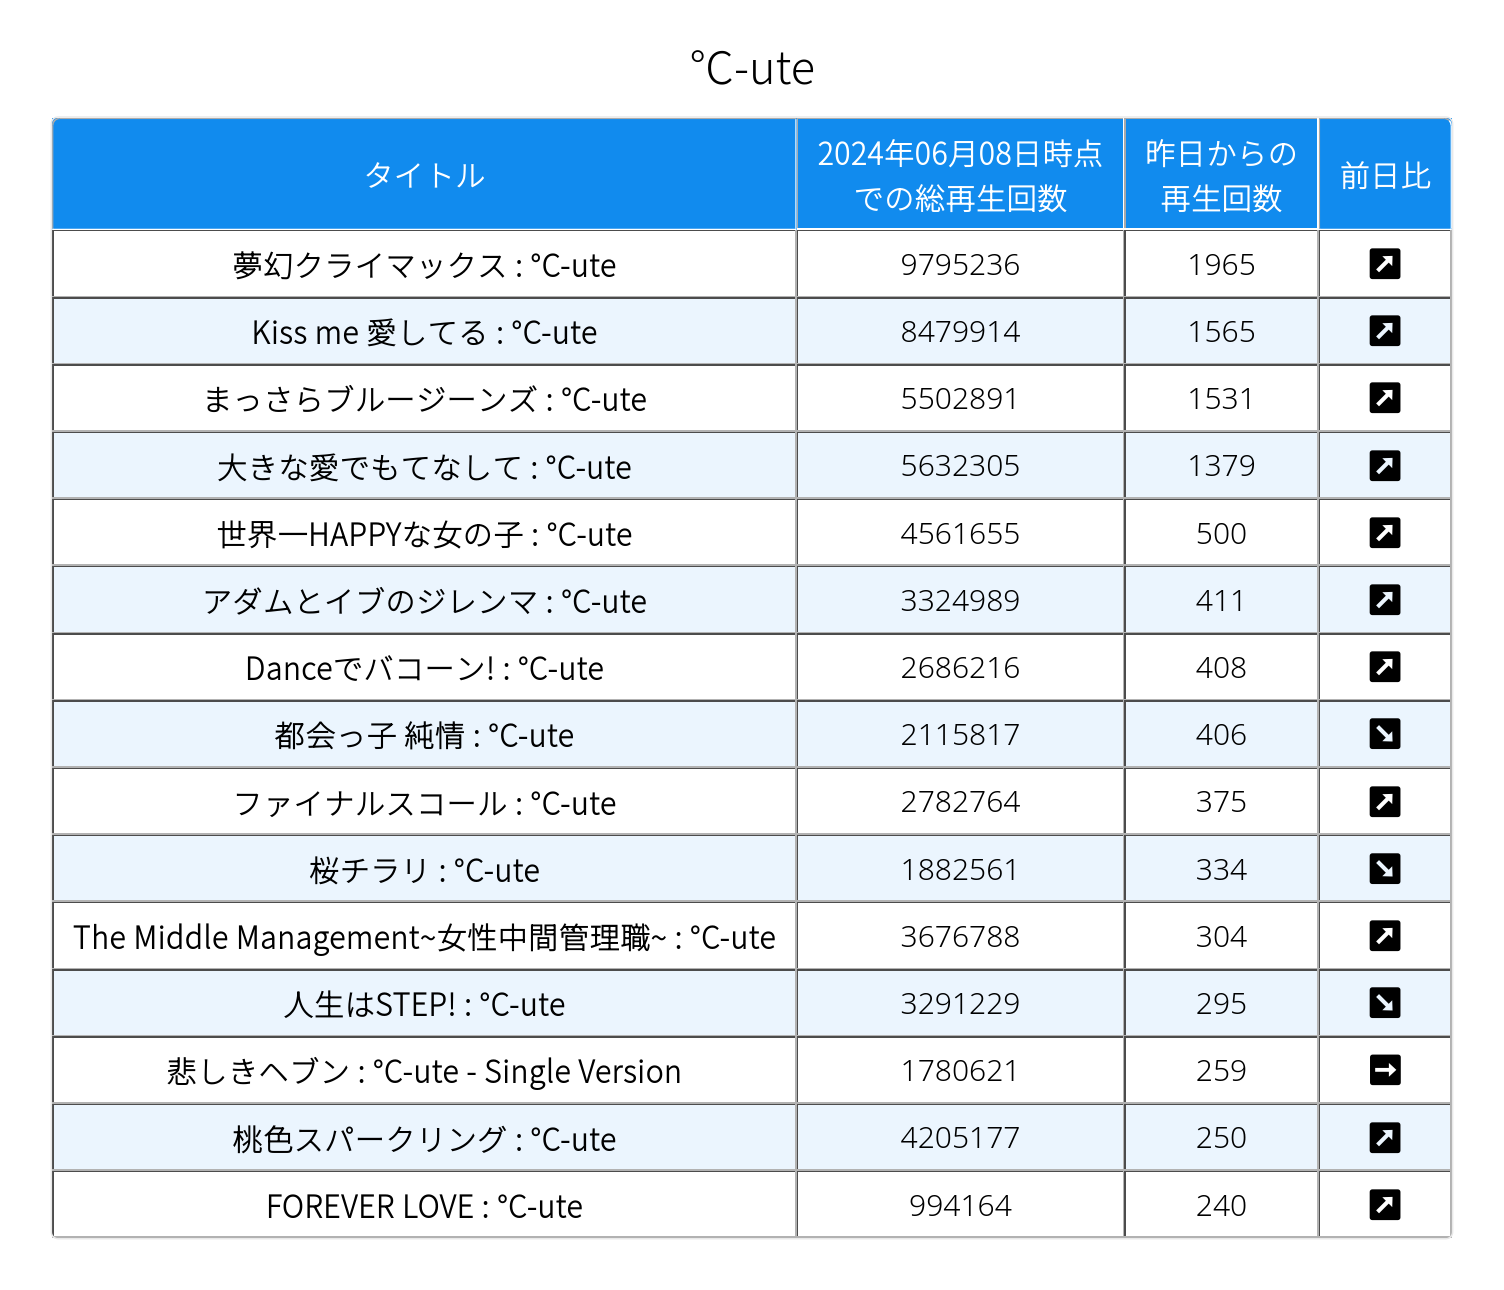 ℃-ute
タイトル
2024年06月08日時点
での総再生回数
昨日からの
再生回数
前日比
夢幻クライマックス : ℃-ute 9795236 1965 ↗
Kiss me 愛してる : ℃-ute 8479914 1565 ↗
まっさらブルージーンズ : ℃-ute 5502891 1531 ↗
大きな愛でもてなして : ℃-ute 5632305 1379 ↗
世界一HAPPYな女の子 : ℃-ute 4561655 500 ↗
アダムとイブのジレンマ : ℃-ute 3324989 411 ↗
Danceでバコーン! : ℃-ute 2686216 408 ↗
都会っ子 純情 : ℃-ute 2115817 406 ↘
ファイナルスコール : ℃-ute 2782764 375 ↗
桜チラリ : ℃-ute 1882561 334 ↘
The Middle Management~女性中間管理職~ : ℃-ute 3676788 304 ↗
人生はSTEP! : ℃-ute 3291229 295 ↘
悲しきヘブン : ℃-ute - Single Version 1780621 259 →
桃色スパークリング : ℃-ute 4205177 250 ↗
FOREVER LOVE : ℃-ute 994164 240 ↗